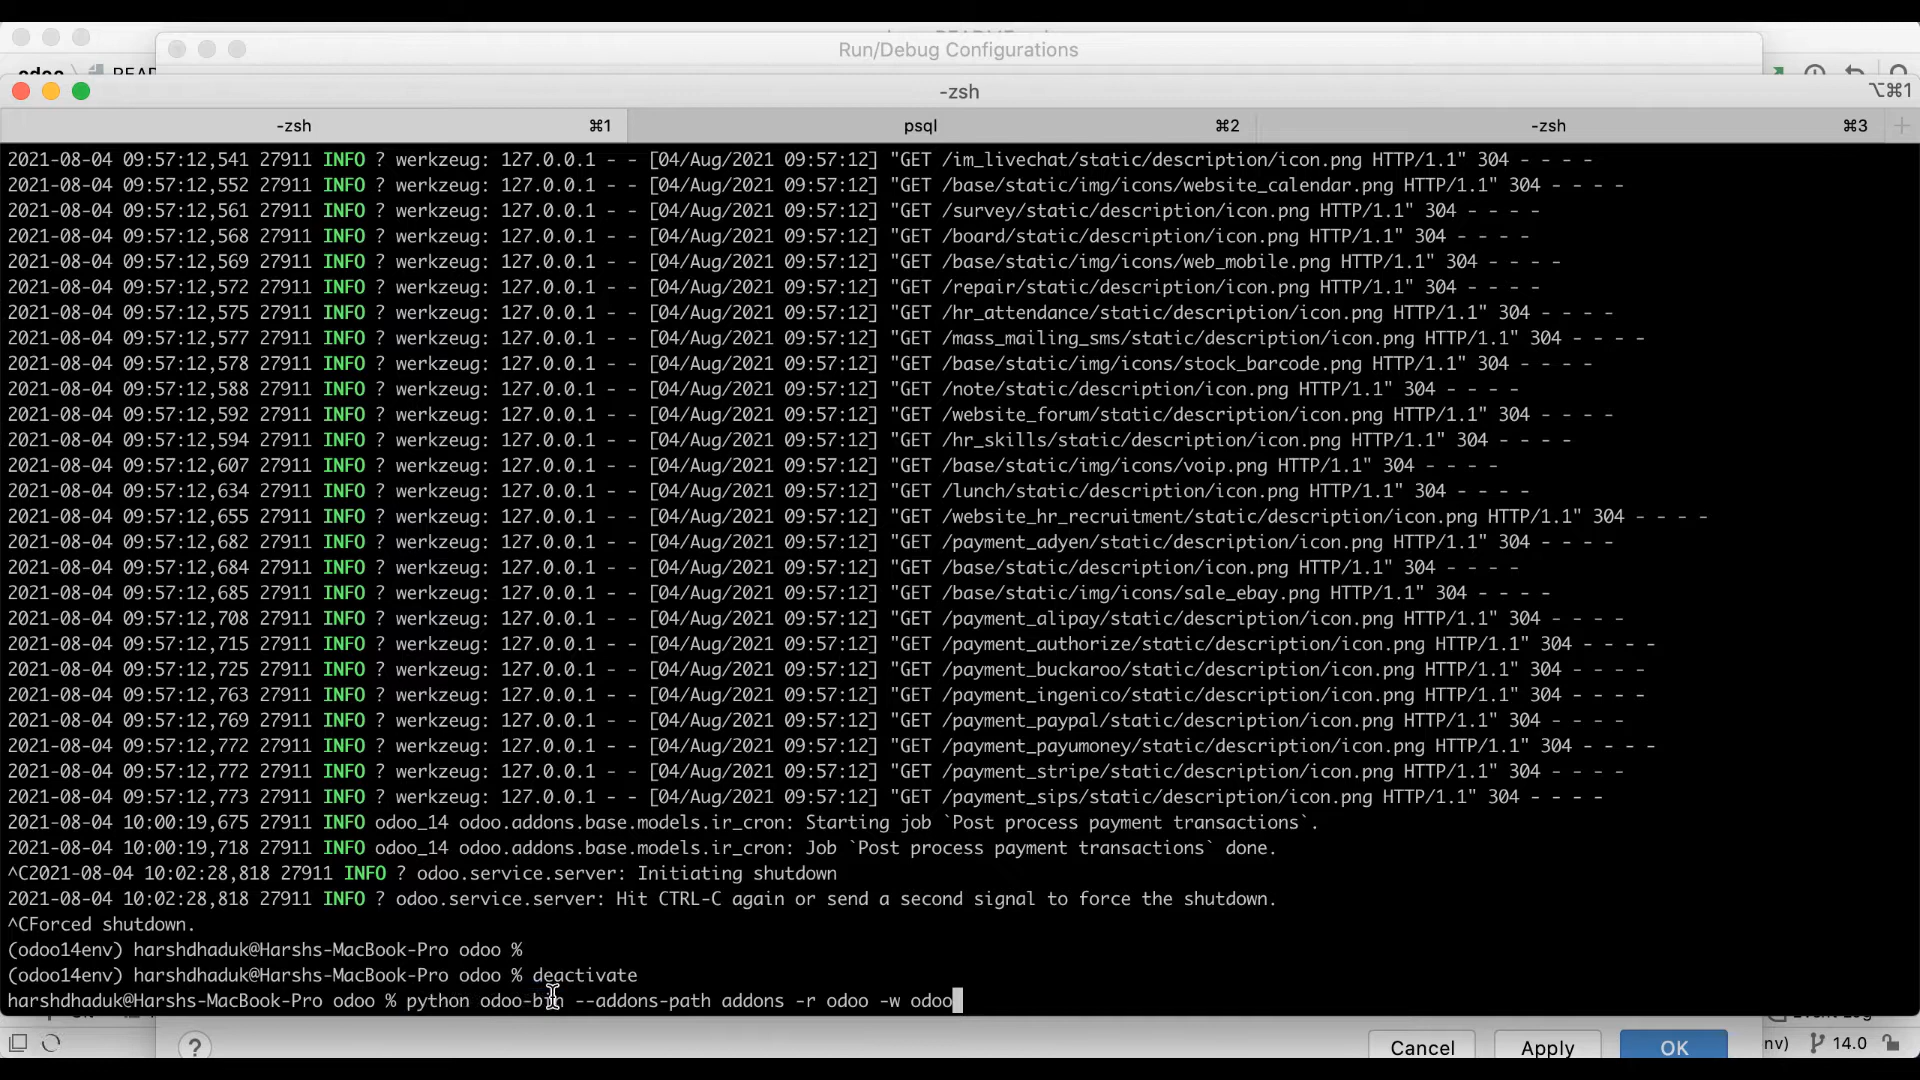 Run/Debug Configurations
odoo
-zsh ⌥⌘1
-zsh ⌘1 psql ⌘2 -zsh ⌘3 +
2021-08-04 09:57:12,541 27911 INFO ? werkzeug: 127.0.0.1 - - [04/Aug/2021 09:57:12] "GET /im_livechat/static/description/icon.png HTTP/1.1" 304 - - - -
2021-08-04 09:57:12,552 27911 INFO ? werkzeug: 127.0.0.1 - - [04/Aug/2021 09:57:12] "GET /base/static/img/icons/website_calendar.png HTTP/1.1" 304 - - - -
2021-08-04 09:57:12,561 27911 INFO ? werkzeug: 127.0.0.1 - - [04/Aug/2021 09:57:12] "GET /survey/static/description/icon.png HTTP/1.1" 304 - - - -
2021-08-04 09:57:12,568 27911 INFO ? werkzeug: 127.0.0.1 - - [04/Aug/2021 09:57:12] "GET /board/static/description/icon.png HTTP/1.1" 304 - - - -
2021-08-04 09:57:12,569 27911 INFO ? werkzeug: 127.0.0.1 - - [04/Aug/2021 09:57:12] "GET /base/static/img/icons/web_mobile.png HTTP/1.1" 304 - - - -
2021-08-04 09:57:12,572 27911 INFO ? werkzeug: 127.0.0.1 - - [04/Aug/2021 09:57:12] "GET /repair/static/description/icon.png HTTP/1.1" 304 - - - -
2021-08-04 09:57:12,575 27911 INFO ? werkzeug: 127.0.0.1 - - [04/Aug/2021 09:57:12] "GET /hr_attendance/static/description/icon.png HTTP/1.1" 304 - - - -
2021-08-04 09:57:12,577 27911 INFO ? werkzeug: 127.0.0.1 - - [04/Aug/2021 09:57:12] "GET /mass_mailing_sms/static/description/icon.png HTTP/1.1" 304 - - - -
2021-08-04 09:57:12,578 27911 INFO ? werkzeug: 127.0.0.1 - - [04/Aug/2021 09:57:12] "GET /base/static/img/icons/stock_barcode.png HTTP/1.1" 304 - - - -
2021-08-04 09:57:12,588 27911 INFO ? werkzeug: 127.0.0.1 - - [04/Aug/2021 09:57:12] "GET /note/static/description/icon.png HTTP/1.1" 304 - - - -
2021-08-04 09:57:12,592 27911 INFO ? werkzeug: 127.0.0.1 - - [04/Aug/2021 09:57:12] "GET /website_forum/static/description/icon.png HTTP/1.1" 304 - - - -
2021-08-04 09:57:12,594 27911 INFO ? werkzeug: 127.0.0.1 - - [04/Aug/2021 09:57:12] "GET /hr_skills/static/description/icon.png HTTP/1.1" 304 - - - -
2021-08-04 09:57:12,607 27911 INFO ? werkzeug: 127.0.0.1 - - [04/Aug/2021 09:57:12] "GET /base/static/img/icons/voip.png HTTP/1.1" 304 - - - -
2021-08-04 09:57:12,634 27911 INFO ? werkzeug: 127.0.0.1 - - [04/Aug/2021 09:57:12] "GET /lunch/static/description/icon.png HTTP/1.1" 304 - - - -
2021-08-04 09:57:12,655 27911 INFO ? werkzeug: 127.0.0.1 - - [04/Aug/2021 09:57:12] "GET /website_hr_recruitment/static/description/icon.png HTTP/1.1" 304 - - - -
2021-08-04 09:57:12,682 27911 INFO ? werkzeug: 127.0.0.1 - - [04/Aug/2021 09:57:12] "GET /payment_adyen/static/description/icon.png HTTP/1.1" 304 - - - -
2021-08-04 09:57:12,684 27911 INFO ? werkzeug: 127.0.0.1 - - [04/Aug/2021 09:57:12] "GET /base/static/description/icon.png HTTP/1.1" 304 - - - -
2021-08-04 09:57:12,685 27911 INFO ? werkzeug: 127.0.0.1 - - [04/Aug/2021 09:57:12] "GET /base/static/img/icons/sale_ebay.png HTTP/1.1" 304 - - - -
2021-08-04 09:57:12,708 27911 INFO ? werkzeug: 127.0.0.1 - - [04/Aug/2021 09:57:12] "GET /payment_alipay/static/description/icon.png HTTP/1.1" 304 - - - -
2021-08-04 09:57:12,715 27911 INFO ? werkzeug: 127.0.0.1 - - [04/Aug/2021 09:57:12] "GET /payment_authorize/static/description/icon.png HTTP/1.1" 304 - - - -
2021-08-04 09:57:12,725 27911 INFO ? werkzeug: 127.0.0.1 - - [04/Aug/2021 09:57:12] "GET /payment_buckaroo/static/description/icon.png HTTP/1.1" 304 - - - -
2021-08-04 09:57:12,763 27911 INFO ? werkzeug: 127.0.0.1 - - [04/Aug/2021 09:57:12] "GET /payment_ingenico/static/description/icon.png HTTP/1.1" 304 - - - -
2021-08-04 09:57:12,769 27911 INFO ? werkzeug: 127.0.0.1 - - [04/Aug/2021 09:57:12] "GET /payment_paypal/static/description/icon.png HTTP/1.1" 304 - - - -
2021-08-04 09:57:12,772 27911 INFO ? werkzeug: 127.0.0.1 - - [04/Aug/2021 09:57:12] "GET /payment_payumoney/static/description/icon.png HTTP/1.1" 304 - - - -
2021-08-04 09:57:12,772 27911 INFO ? werkzeug: 127.0.0.1 - - [04/Aug/2021 09:57:12] "GET /payment_stripe/static/description/icon.png HTTP/1.1" 304 - - - -
2021-08-04 09:57:12,773 27911 INFO ? werkzeug: 127.0.0.1 - - [04/Aug/2021 09:57:12] "GET /payment_sips/static/description/icon.png HTTP/1.1" 304 - - - -
2021-08-04 10:00:19,675 27911 INFO odoo_14 odoo.addons.base.models.ir_cron: Starting job `Post process payment transactions`.
2021-08-04 10:00:19,718 27911 INFO odoo_14 odoo.addons.base.models.ir_cron: Job `Post process payment transactions` done.
^C2021-08-04 10:02:28,818 27911 INFO ? odoo.service.server: Initiating shutdown
2021-08-04 10:02:28,818 27911 INFO ? odoo.service.server: Hit CTRL-C again or send a second signal to force the shutdown.
^CForced shutdown.
(odoo14env) harshdhaduk@Harshs-MacBook-Pro odoo %
(odoo14env) harshdhaduk@Harshs-MacBook-Pro odoo % deactivate
harshdhaduk@Harshs-MacBook-Pro odoo % python odoo-bin --addons-path addons -r odoo -w odoo
? Cancel Apply OK nv) 14.0